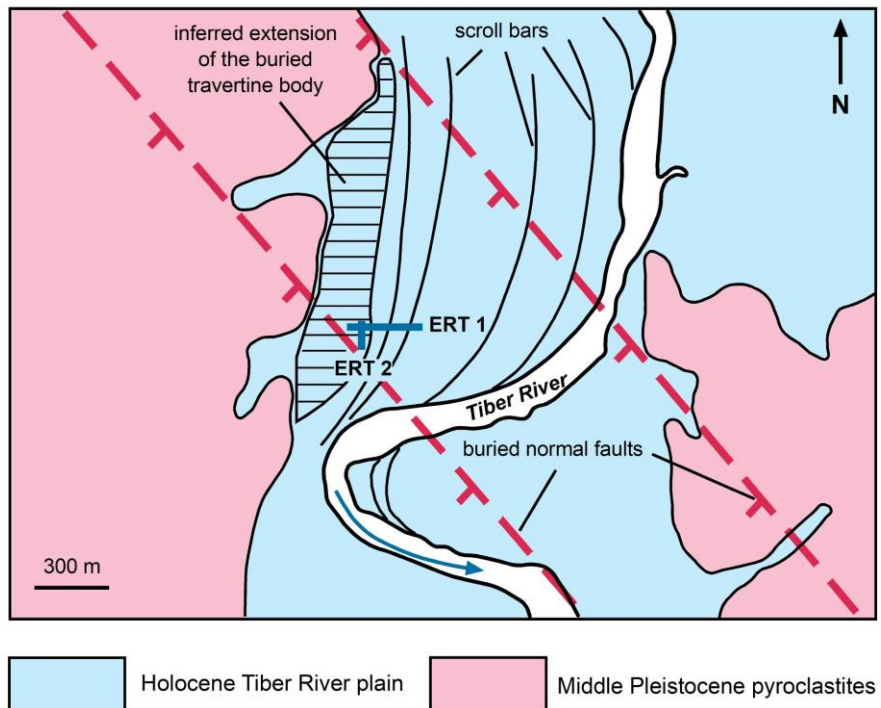 inferred extension
of the buried
travertine body
scroll bars
N
ERT 1
ERT 2
Tiber River
buried normal faults
300 m
Holocene Tiber River plain
Middle Pleistocene pyroclastites